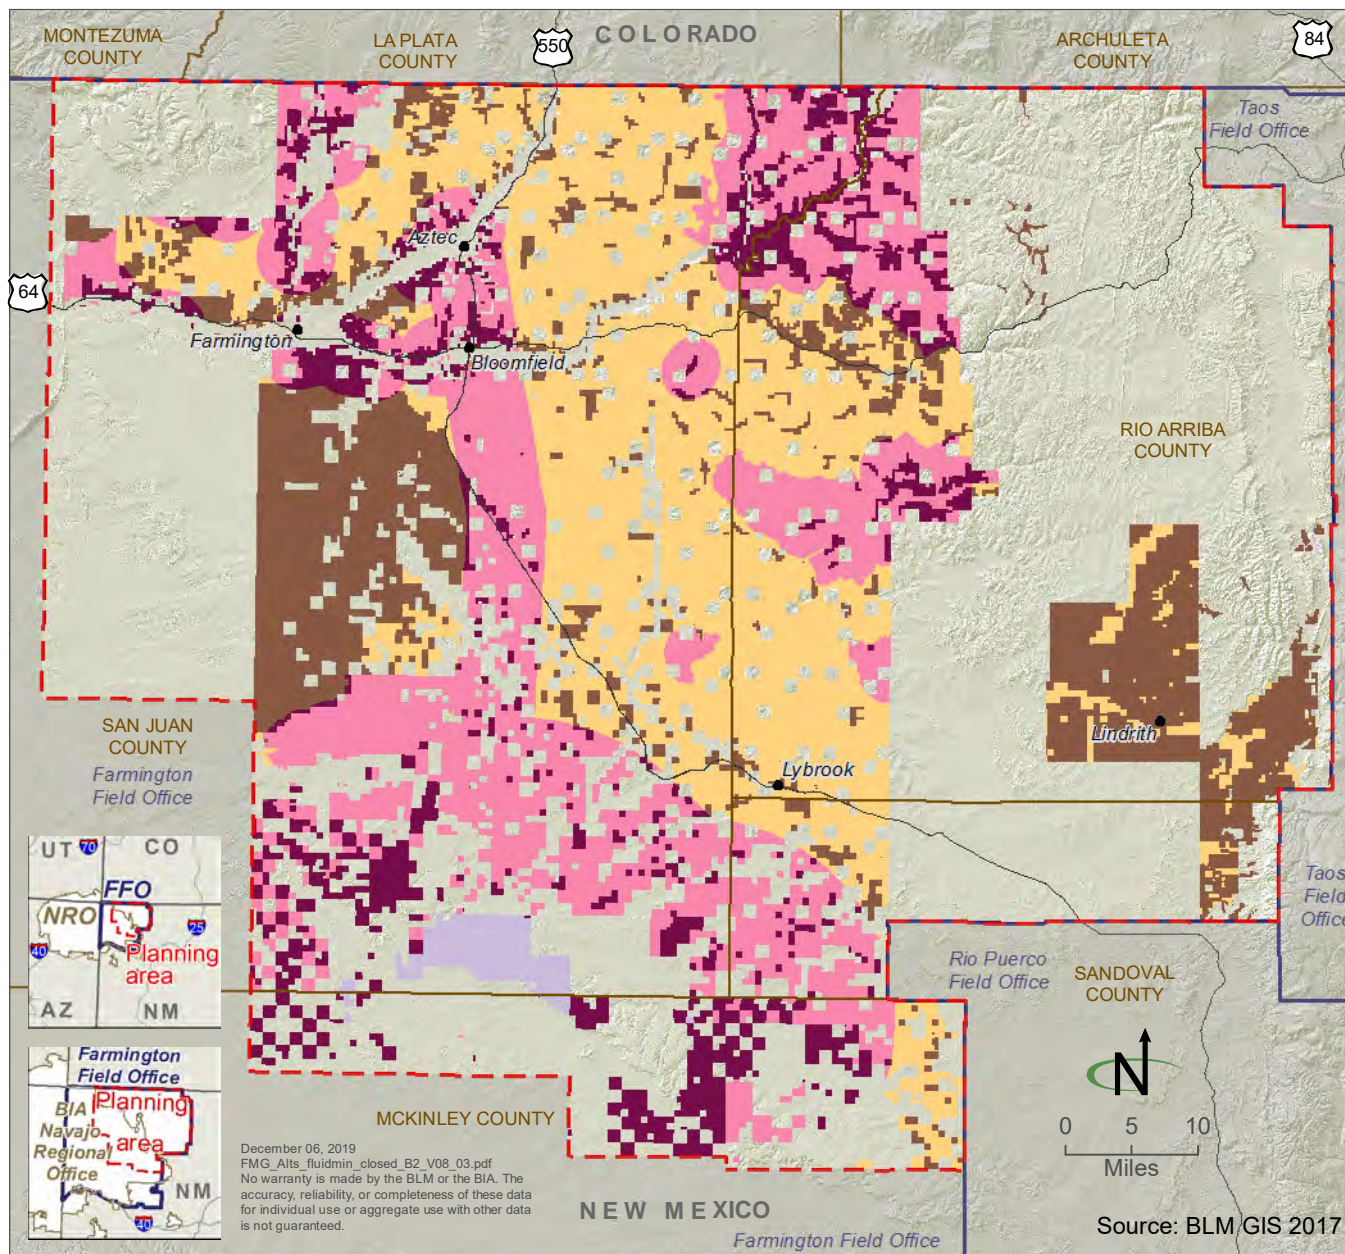 MONTEZUMA
COUNTY
LA PLATA
COUNTY
550
COLORADO
ARCHULETA
COUNTY
84
Taos
Field Office
Aztec
64
Farmington
Bloomfield
RIO ARRIBA
COUNTY
SAN JUAN
COUNTY
Farmington
Field Office
Lindrith
Lybrook
UT
70
CO
FFO
NRO
25
40
Planning
area
AZ
NM
Taos
Field
Office
Rio Puerco
Field Office
SANDOVAL
COUNTY
N
0 5 10
Miles
Farmington
Field Office
BIA
Navajo
Regional
Office
Planning
area
NM
40
MCKINLEY COUNTY
December 06, 2019
FMG_Alts_fluidmin_closed_B2_V08_03.pdf
No warranty is made by the BLM or the BIA. The
accuracy, reliability, or completeness of these data
for individual use or aggregate use with other data
is not guaranteed.
NEW MEXICO
Farmington Field Office
Source: BLM GIS 2017